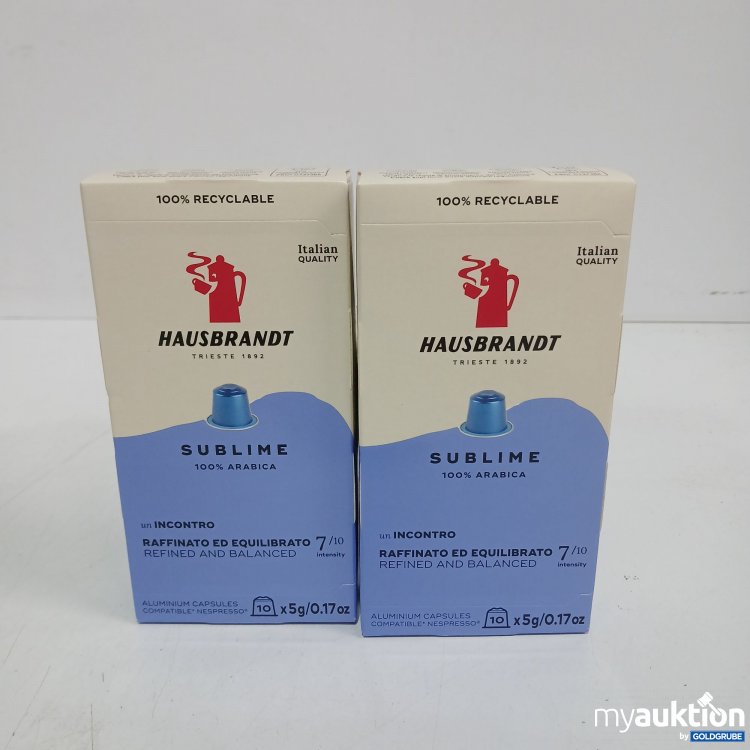 100% RECYCLABLE
Italian
QUALITY
HAUSBRANDT
TRIESTE 1892
SUBLIME
100% ARABICA
un INCONTRO
RAFFINATO ED EQUILIBRATO 7/10
REFINED AND BALANCED intensity
ALUMINIUM CAPSULES
COMPATIBLE* NESPRESSO® 10 x5g/0.17oz
100% RECYCLABLE
Italian
QUALITY
HAUSBRANDT
TRIESTE 1892
SUBLIME
100% ARABICA
un INCONTRO
RAFFINATO ED EQUILIBRATO 7/10
REFINED AND BALANCED intensity
ALUMINIUM CAPSULES
COMPATIBLE* NESPRESSO® 10 x5g/0.17oz
myauktion
by GOLDGRUBE